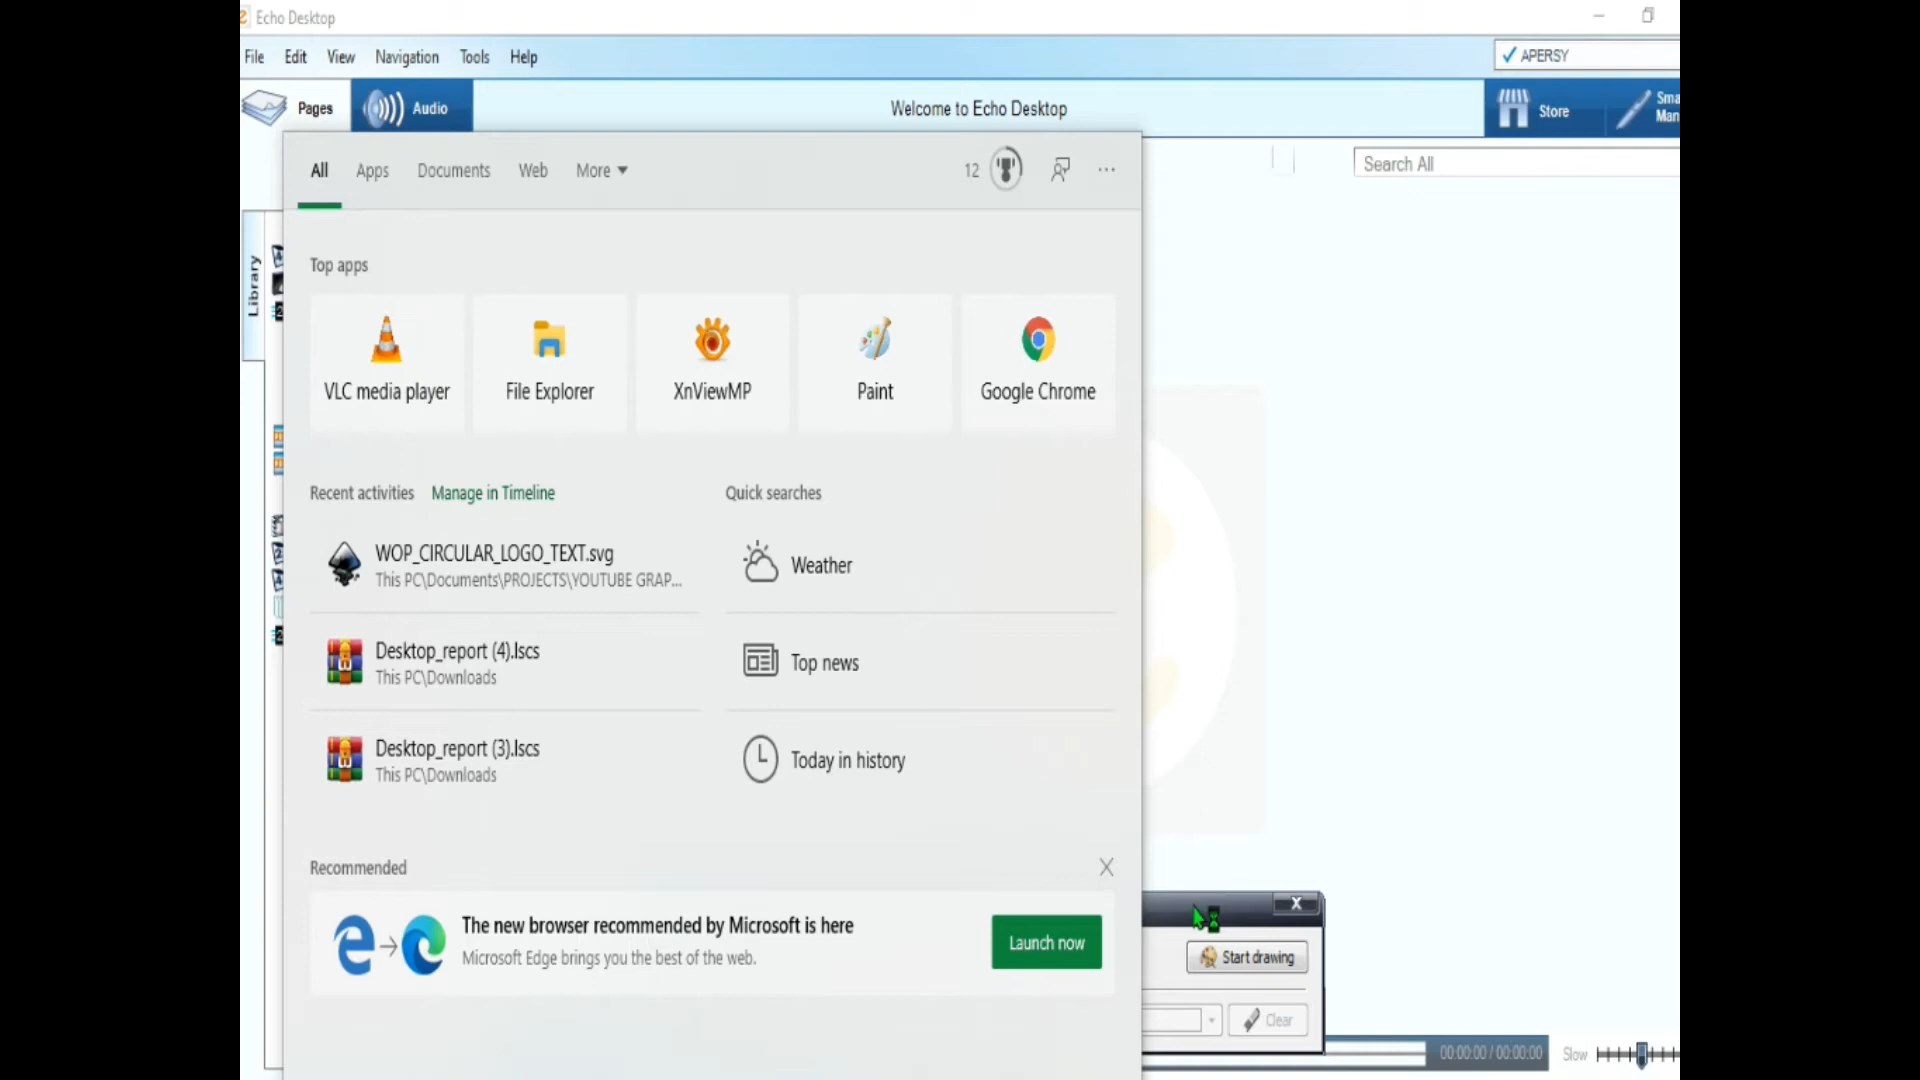 Echo Desktop
File Edit View Navigation Tools Help
APERSY
Pages
Audio
Welcome to Echo Desktop
Store
Sma
Man
All Apps Documents Web More
12
Search All
Library
Top apps
VLC media player
File Explorer
XnViewMP
Paint
Google Chrome
Recent activities Manage in Timeline
WOP_CIRCULAR_LOGO_TEXT.svg
This PC\Documents\PROJECTS\YOUTUBE GRAP...
Desktop_report (4).lscs
This PC\Downloads
Desktop_report (3).lscs
This PC\Downloads
Quick searches
Weather
Top news
Today in history
Recommended
The new browser recommended by Microsoft is here
Microsoft Edge brings you the best of the web.
Launch now
Start drawing
Clear
00:00:00 / 00:00:00
Slow